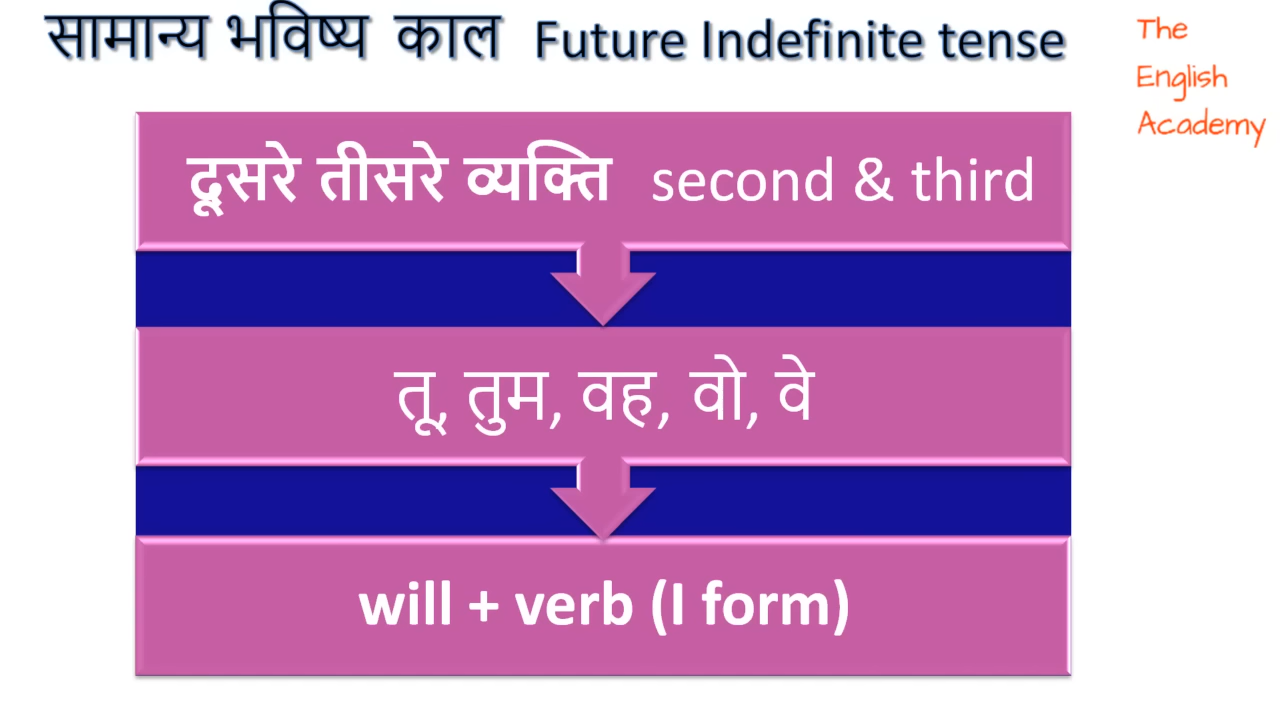 सामान्य भविष्य काल Future Indefinite tense
The
English
Academy
दूसरे तीसरे व्यक्ति second & third
तू, तुम, वह, वो, वे
will + verb (I form)